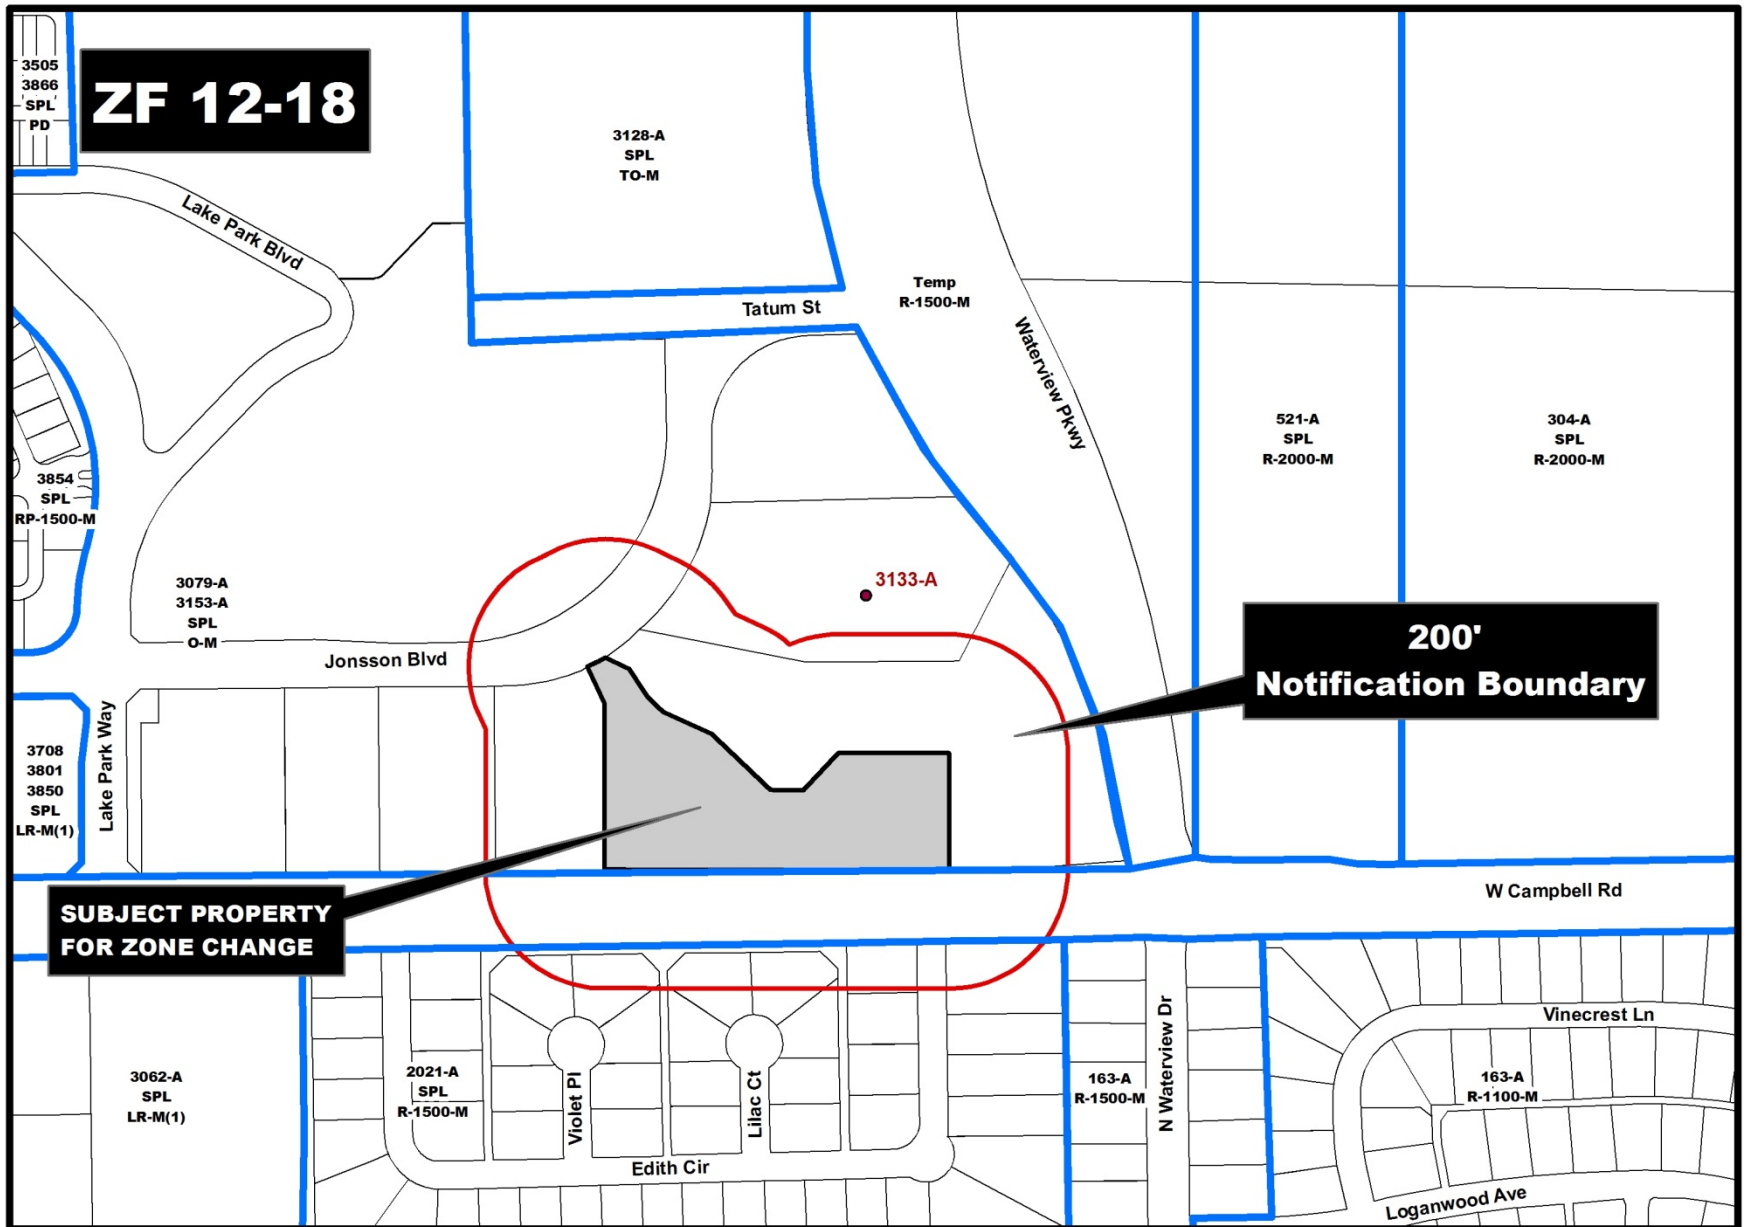 3505
3866
SPL
PD
ZF 12-18
3128-A
SPL
TO-M
Lake Park Blvd
Temp
R-1500-M
Tatum St
Waterview Pkwy
521-A
SPL
R-2000-M
304-A
SPL
R-2000-M
3854
SPL
RP-1500-M
3079-A
3153-A
SPL
O-M
3133-A
200'
Notification Boundary
Jonsson Blvd
Lake Park Way
3708
3801
3850
SPL
LR-M(1)
SUBJECT PROPERTY
FOR ZONE CHANGE
W Campbell Rd
3062-A
SPL
LR-M(1)
2021-A
SPL
R-1500-M
Violet Pl
Lilac Ct
Edith Cir
163-A
R-1500-M
N Waterview Dr
Vinecrest Ln
163-A
R-1100-M
Loganwood Ave